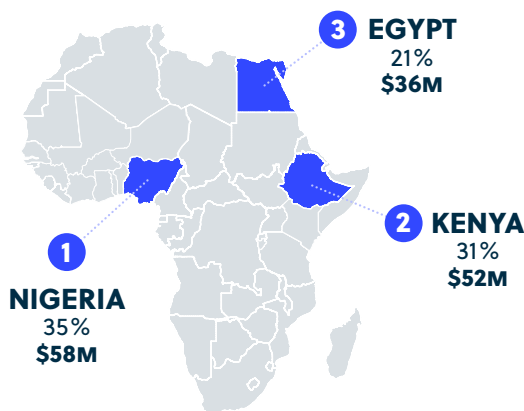 3
EGYPT
21%
$36M
2
KENYA
31%
$52M
1
NIGERIA
35%
$58M